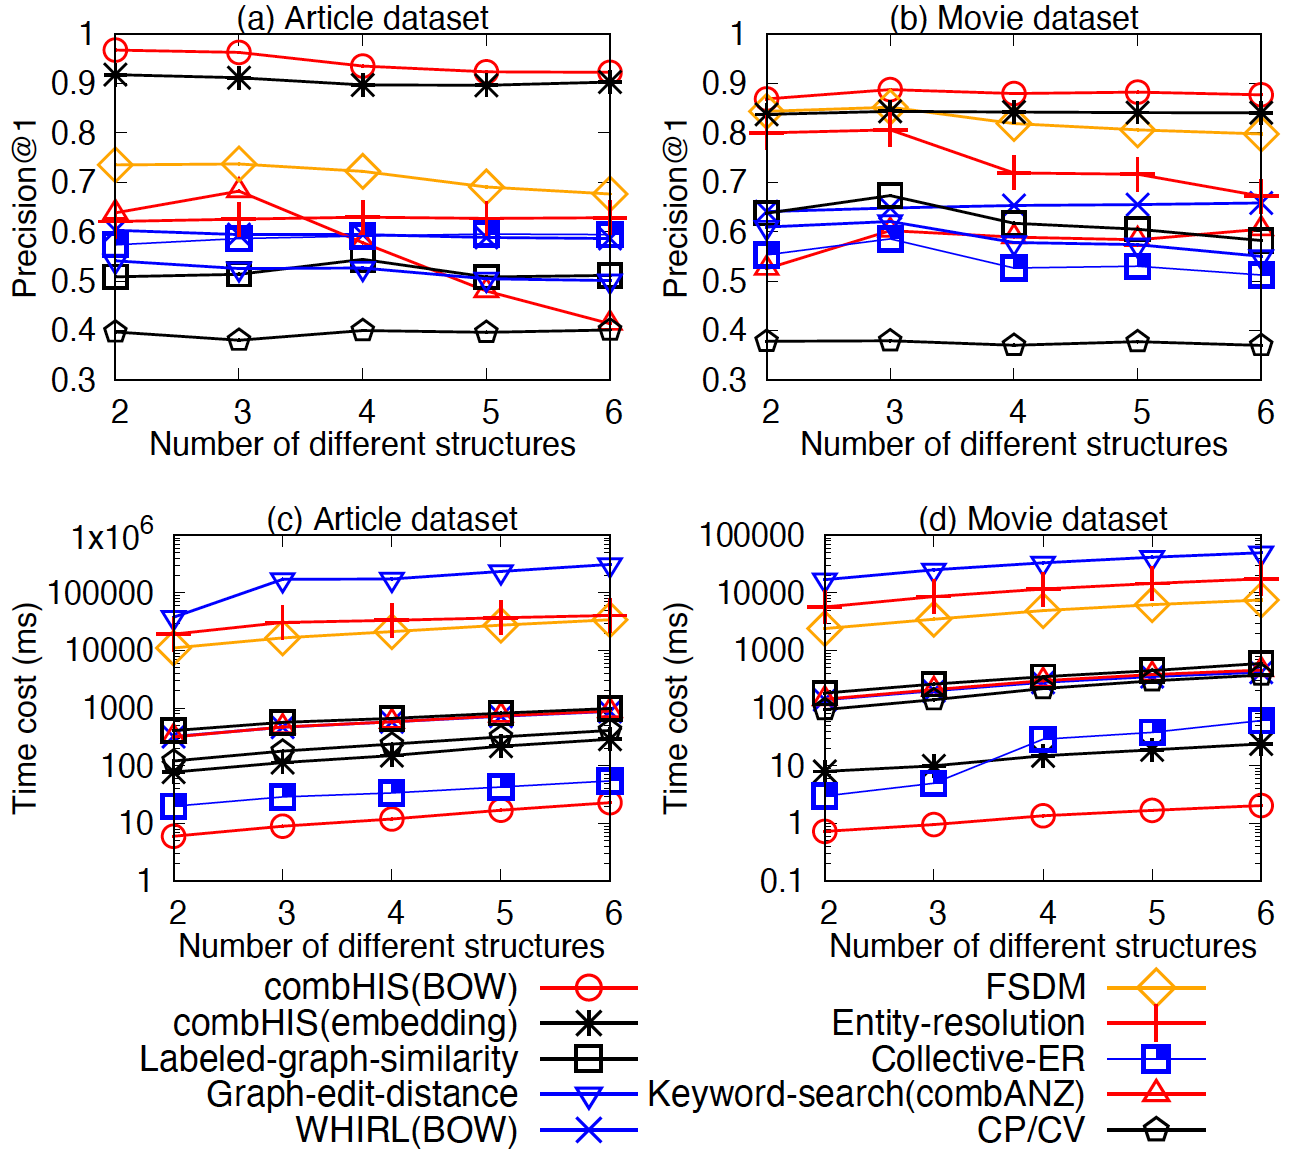 (a) Article dataset
1
0.9
0.8
0.7
0.6
0.5
0.4
0.3
Precision@1
2 3 4 5 6
Number of different structures
(b) Movie dataset
1
0.9
0.8
0.7
0.6
0.5
0.4
0.3
Precision@1
2 3 4 5 6
Number of different structures
(c) Article dataset
1x10^6
100000
10000
1000
100
10
1
Time cost (ms)
2 3 4 5 6
Number of different structures
(d) Movie dataset
100000
10000
1000
100
10
1
0.1
Time cost (ms)
2 3 4 5 6
Number of different structures
combHIS(BOW)
combHIS(embedding)
Labeled-graph-similarity
Graph-edit-distance
WHIRL(BOW)
FSDM
Entity-resolution
Collective-ER
Keyword-search(combANZ)
CP/CV